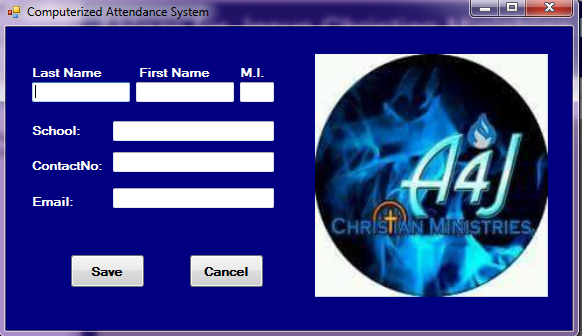 Computerized Attendance System
Last Name First Name M.I.
School:
ContactNo:
Email:
Save Cancel
A4J
CHRISTIAN MINISTRIES